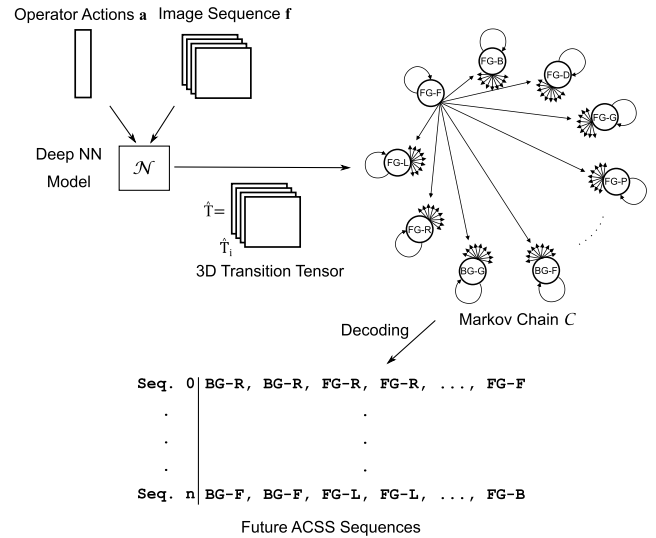 Operator Actions a
Image Sequence f
FG-B
FG-D
FG-F
FG-G
Deep NN
Model
𝒩
FG-L
FG-P
T̂=
T̂i
FG-R
BG-G
BG-F
3D Transition Tensor
Markov Chain C
Decoding
Seq. 0 BG-R, BG-R, FG-R, FG-R, ..., FG-F
. .
. .
. .
Seq. n BG-F, BG-F, FG-L, FG-L, ..., FG-B
Future ACSS Sequences